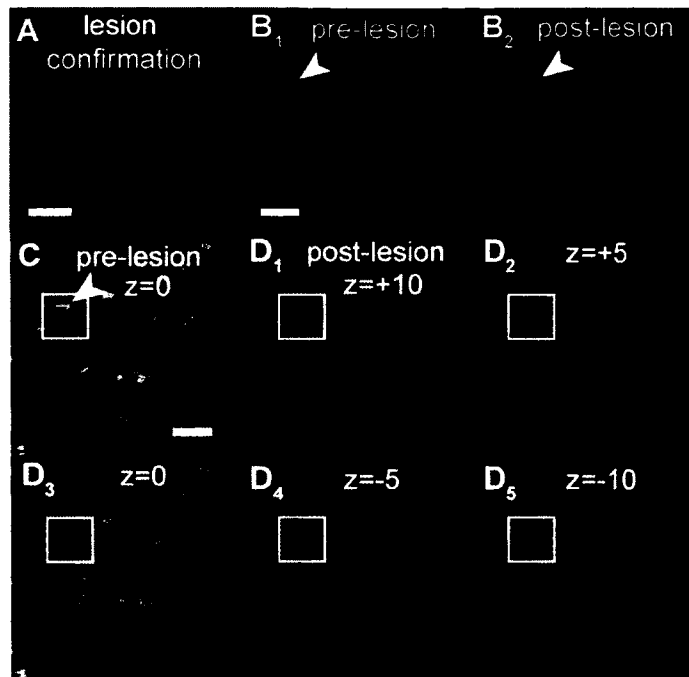 A lesion
confirmation
B1 pre-lesion
B2 post-lesion
C pre-lesion
z=0
D1 post-lesion
z=+10
D2 z=+5
D3 z=0
D4 z=-5
D5 z=-10